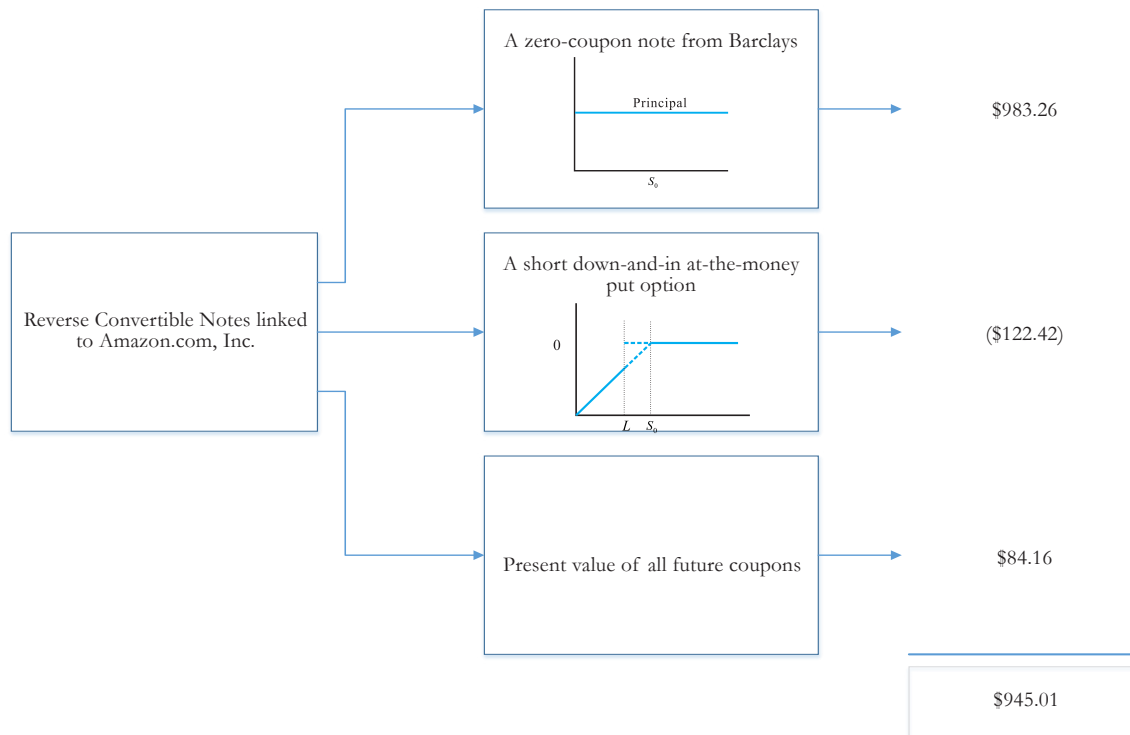 A zero-coupon note from Barclays
Principal
S₀
$983.26
Reverse Convertible Notes linked
to Amazon.com, Inc.
A short down-and-in at-the-money
put option
0
L S₀
($122.42)
Present value of all future coupons
$84.16
$945.01